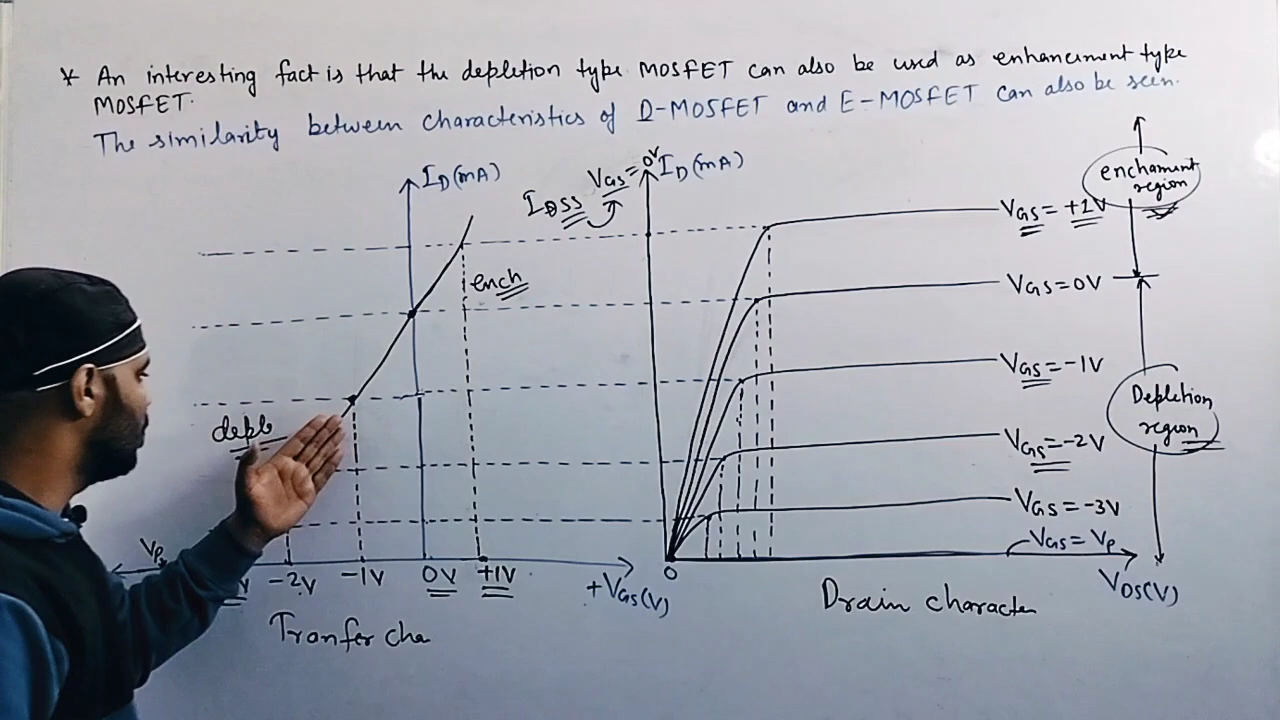 * An interesting fact is that the depletion type MOSFET can also be used as enhancement type
MOSFET.
The similarity between characteristics of D-MOSFET and E-MOSFET can also be seen.
ID(mA)
IDSS
VGS=0V
ID(mA)
enchament
region
VGS=+1V
ench
VGS=0V
VGS=-1V
Depletion
region
depl
VGS=-2V
VGS=-3V
VGS=VP
VP
-2V
-1V
0V
+1V
+VGS(V)
0
VDS(V)
Tranfer cha
Drain character